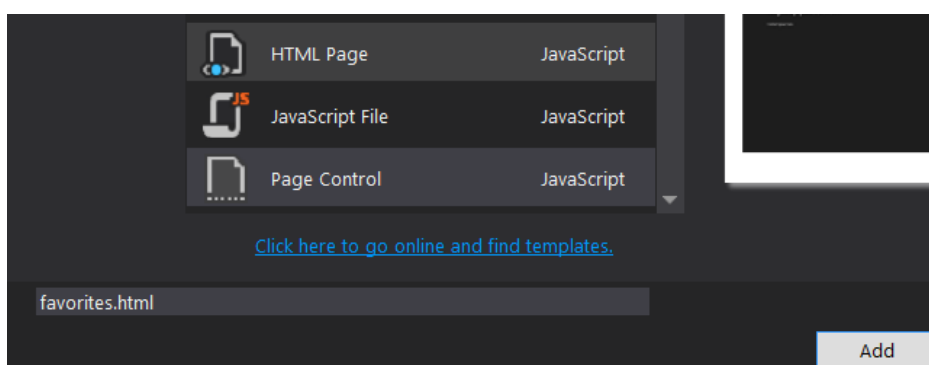 HTML Page JavaScript
JS
JavaScript File JavaScript
Page Control JavaScript
Click here to go online and find templates.
favorites.html
Add